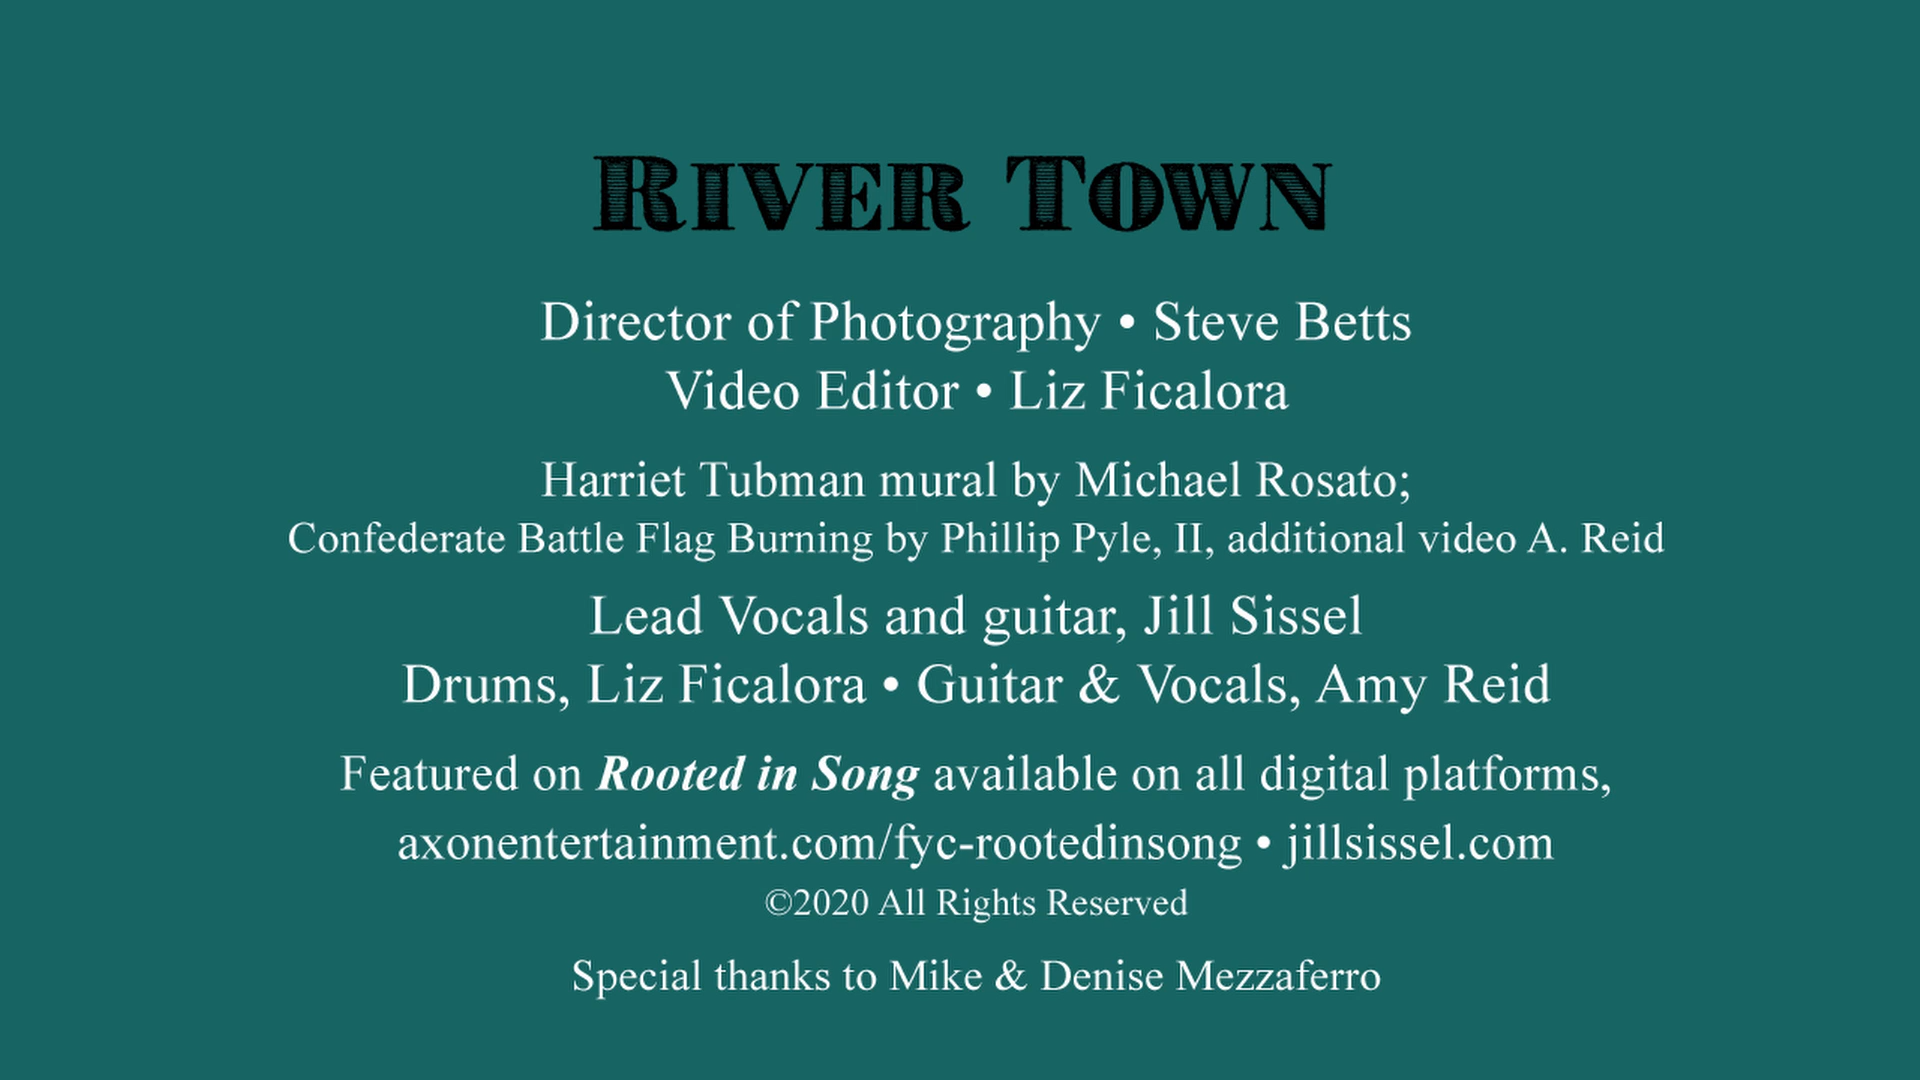 River Town
Director of Photography • Steve Betts
Video Editor • Liz Ficalora
Harriet Tubman mural by Michael Rosato;
Confederate Battle Flag Burning by Phillip Pyle, II, additional video A. Reid
Lead Vocals and guitar, Jill Sissel
Drums, Liz Ficalora • Guitar & Vocals, Amy Reid
Featured on Rooted in Song available on all digital platforms,
axonentertainment.com/fyc-rootedinsong • jillsissel.com
©2020 All Rights Reserved
Special thanks to Mike & Denise Mezzaferro